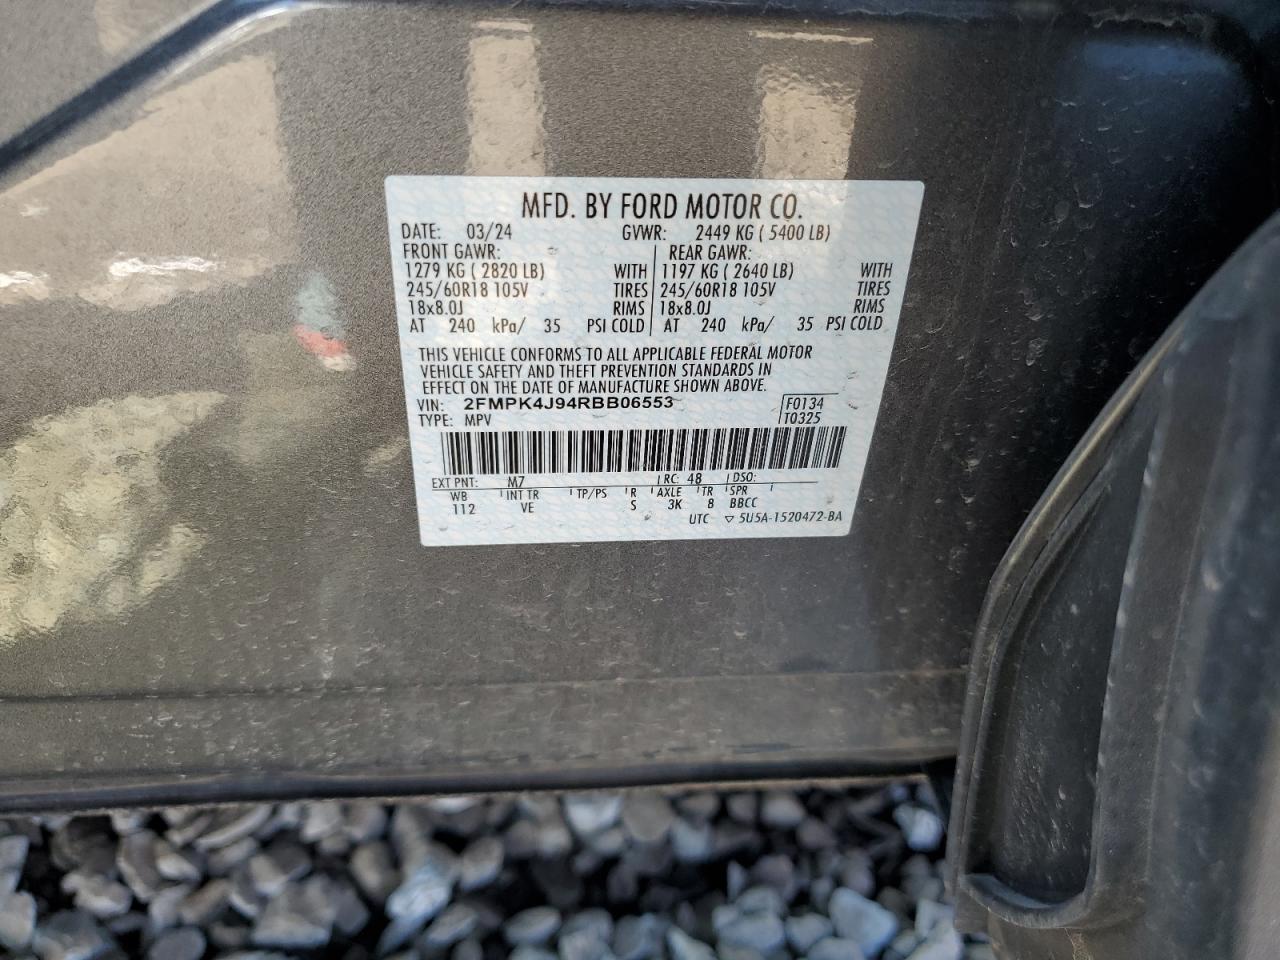 MFD. BY FORD MOTOR CO.
DATE: 03/24 GVWR: 2449 KG ( 5400 LB)
FRONT GAWR: REAR GAWR:
1279 KG ( 2820 LB) WITH 1197 KG ( 2640 LB) WITH
245/60R18 105V TIRES 245/60R18 105V TIRES
18x8.0J RIMS 18x8.0J RIMS
AT 240 kPa/ 35 PSI COLD AT 240 kPa/ 35 PSI COLD
THIS VEHICLE CONFORMS TO ALL APPLICABLE FEDERAL MOTOR
VEHICLE SAFETY AND THEFT PREVENTION STANDARDS IN
EFFECT ON THE DATE OF MANUFACTURE SHOWN ABOVE.
VIN: 2FMPK4J94RBB06553 F0134
TYPE: MPV T0325
EXT PNT: M7 RC: 48 DSO:
WB INT TR TP/PS R AXLE TR SPR
112 VE S 3K 8 BBCC
UTC ▽ 5U5A-1520472-BA